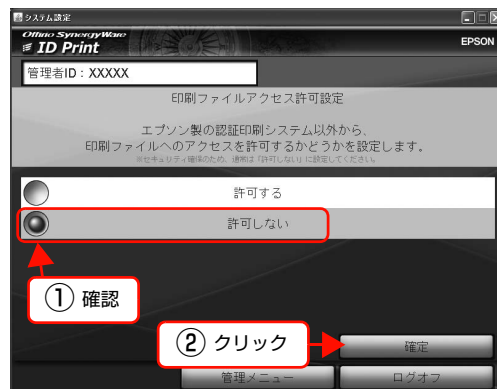 システム設定
Offirio SynergyWare
ID Print
EPSON
管理者ID：XXXXX
印刷ファイルアクセス許可設定
エプソン製の認証印刷システム以外から、
印刷ファイルへのアクセスを許可するかどうかを設定します。
※セキュリティ確保のため、通常は「許可しない」に設定してください。
許可する
許可しない
① 確認
② クリック
確定
管理メニュー
ログオフ